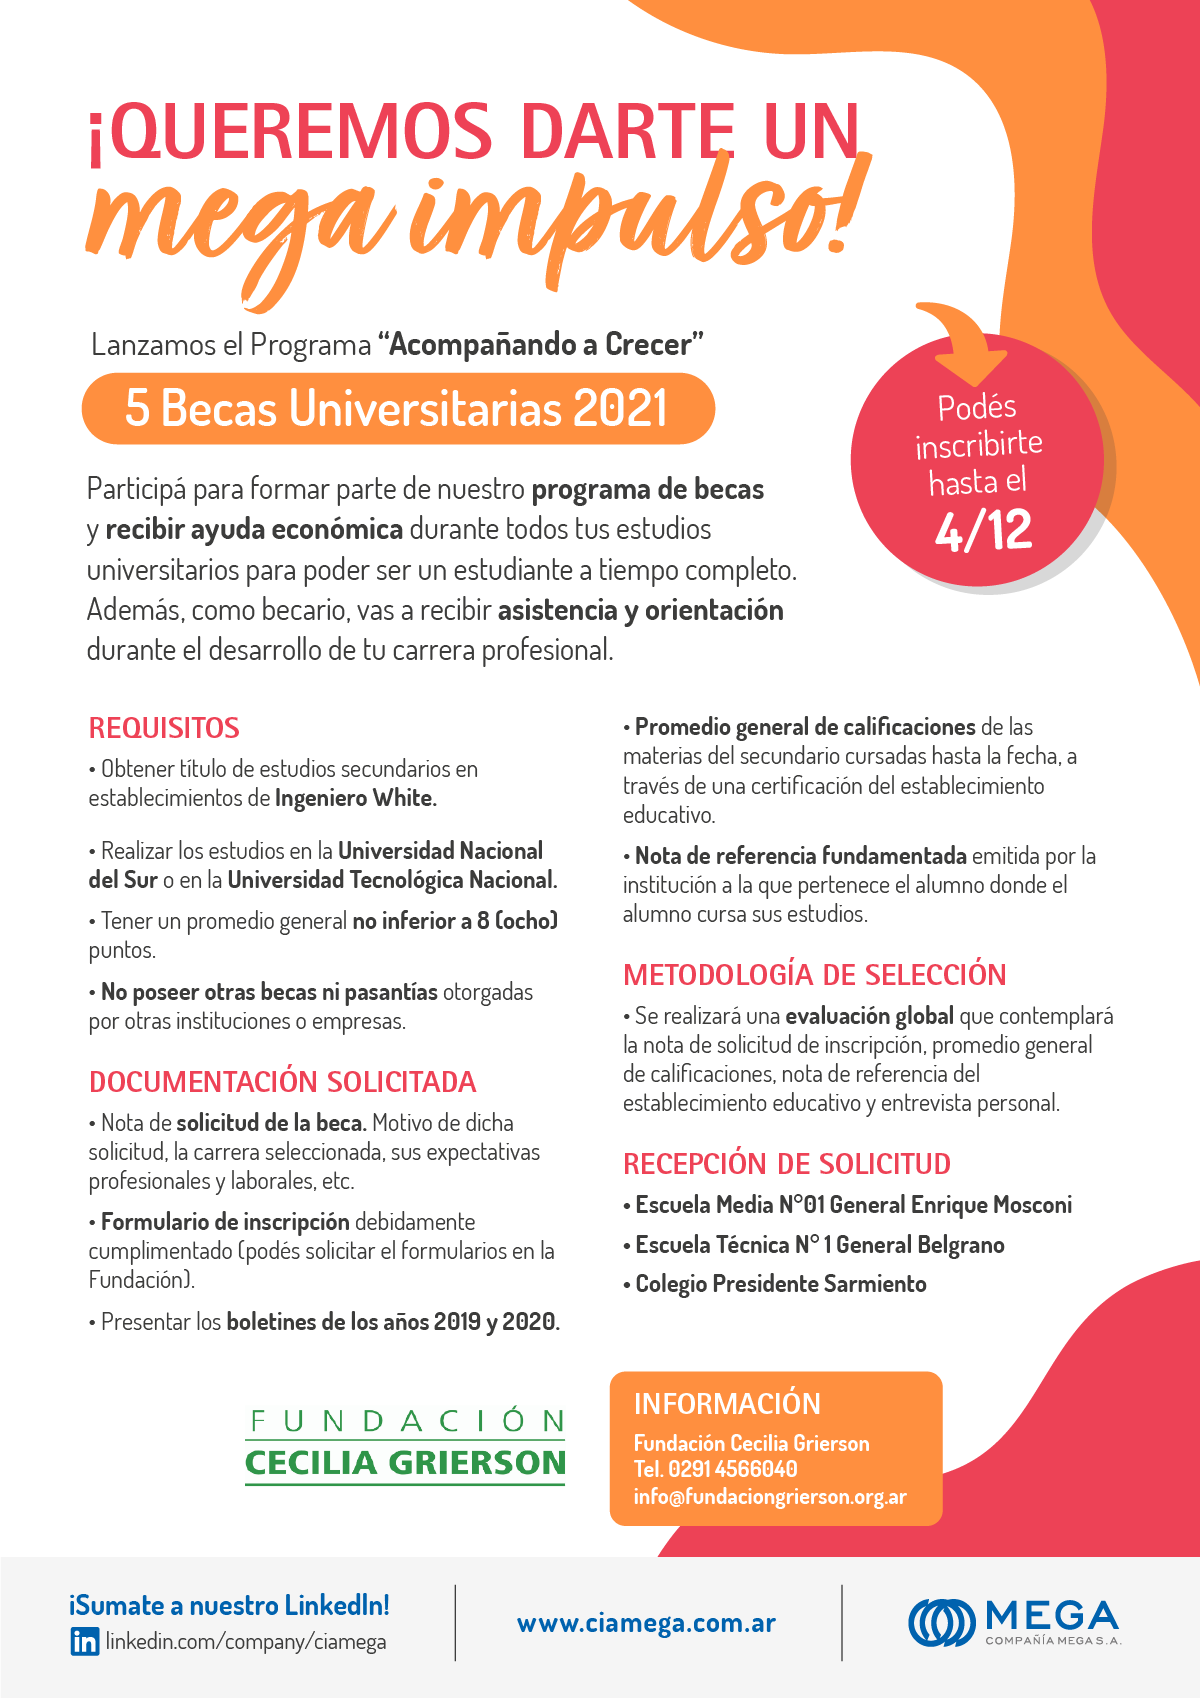 ¡QUEREMOS DARTE UN
mega impulso!
Lanzamos el Programa “Acompañando a Crecer”
5 Becas Universitarias 2021
Podés
inscribirte
hasta el
4/12
Participá para formar parte de nuestro programa de becas
y recibir ayuda económica durante todos tus estudios
universitarios para poder ser un estudiante a tiempo completo.
Además, como becario, vas a recibir asistencia y orientación
durante el desarrollo de tu carrera profesional.
REQUISITOS
• Obtener título de estudios secundarios en
establecimientos de Ingeniero White.
• Realizar los estudios en la Universidad Nacional
del Sur o en la Universidad Tecnológica Nacional.
• Tener un promedio general no inferior a 8 (ocho)
puntos.
• No poseer otras becas ni pasantías otorgadas
por otras instituciones o empresas.
DOCUMENTACIÓN SOLICITADA
• Nota de solicitud de la beca. Motivo de dicha
solicitud, la carrera seleccionada, sus expectativas
profesionales y laborales, etc.
• Formulario de inscripción debidamente
cumplimentado (podés solicitar el formularios en la
Fundación).
• Presentar los boletines de los años 2019 y 2020.
• Promedio general de calificaciones de las
materias del secundario cursadas hasta la fecha, a
través de una certificación del establecimiento
educativo.
• Nota de referencia fundamentada emitida por la
institución a la que pertenece el alumno donde el
alumno cursa sus estudios.
METODOLOGÍA DE SELECCIÓN
• Se realizará una evaluación global que contemplará
la nota de solicitud de inscripción, promedio general
de calificaciones, nota de referencia del
establecimiento educativo y entrevista personal.
RECEPCIÓN DE SOLICITUD
• Escuela Media N°01 General Enrique Mosconi
• Escuela Técnica N° 1 General Belgrano
• Colegio Presidente Sarmiento
FUNDACIÓN
CECILIA GRIERSON
INFORMACIÓN
Fundación Cecilia Grierson
Tel. 0291 4566040
info@fundaciongrierson.org.ar
¡Sumate a nuestro LinkedIn!
in linkedin.com/company/ciamega
www.ciamega.com.ar
MEGA
COMPAÑÍA MEGA S.A.